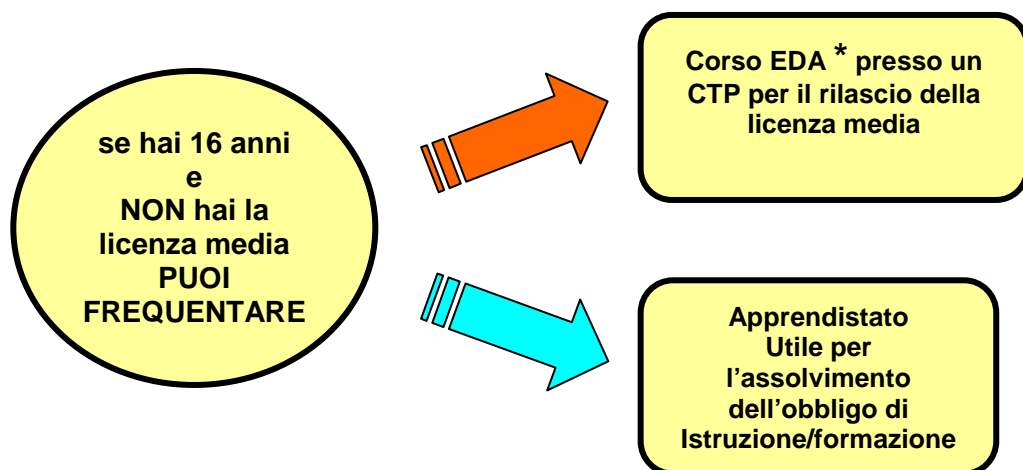 se hai 16 anni
e
NON hai la
licenza media
PUOI
FREQUENTARE
Corso EDA * presso un
CTP per il rilascio della
licenza media
Apprendistato
Utile per
l’assolvimento
dell’obbligo di
Istruzione/formazione